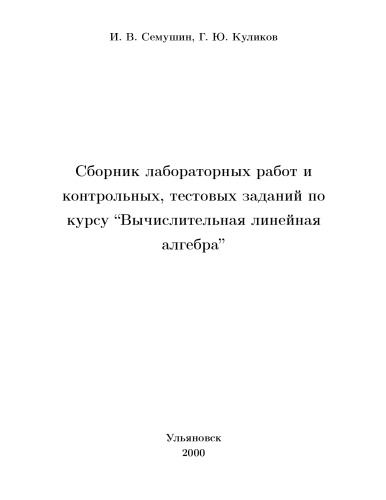 И. В. Семушин, Г. Ю. Куликов
Сборник лабораторных работ и
контрольных, тестовых заданий по
курсу “Вычислительная линейная
алгебра”
Ульяновск
2000